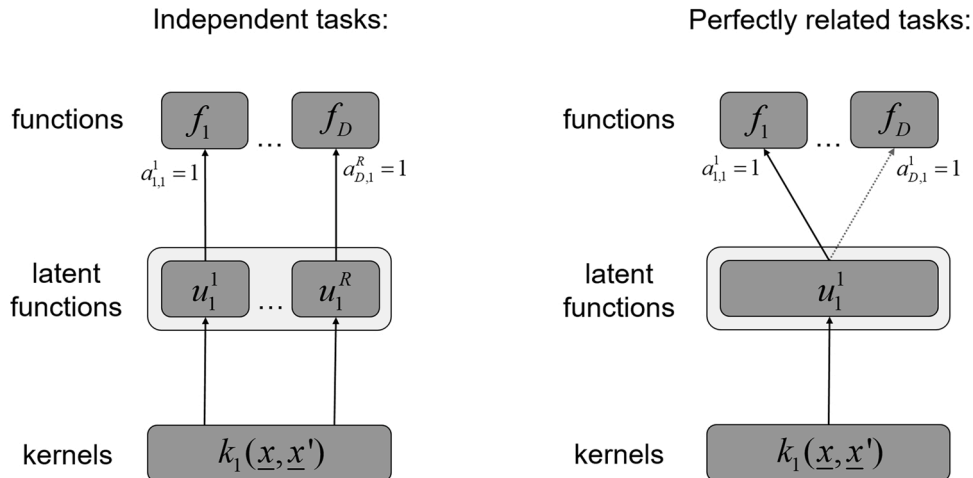 Independent tasks:
functions
f_1 … f_D
a^1_{1,1} = 1
a^R_{D,1} = 1
latent
functions
u^1_1 … u^R_1
kernels
k_1(x, x')
Perfectly related tasks:
functions
f_1 … f_D
a^1_{1,1} = 1
a^1_{D,1} = 1
latent
functions
u^1_1
kernels
k_1(x, x')